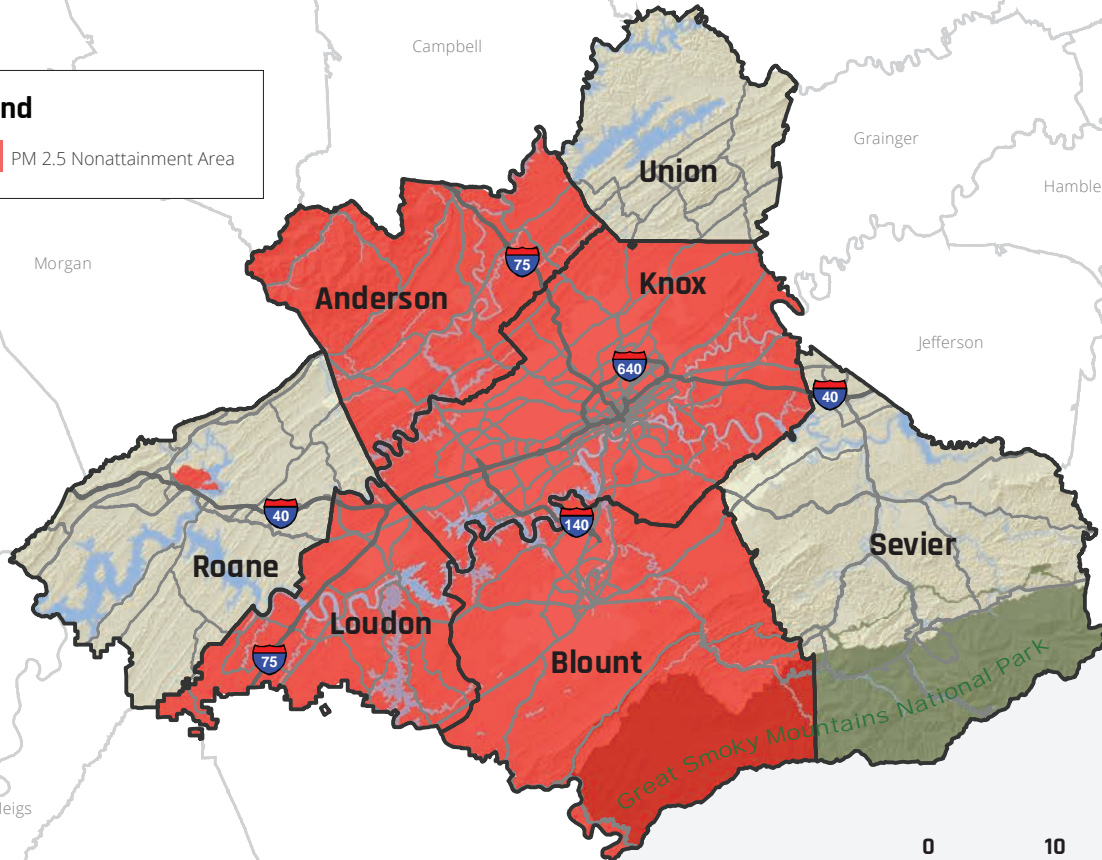 Campbell
nd
PM 2.5 Nonattainment Area
Grainger
Union
Hamble
Morgan
75
Knox
Anderson
Jefferson
640
40
40
140
Sevier
Roane
Loudon
75
Blount
Great Smoky Mountains National Park
eigs
0 10